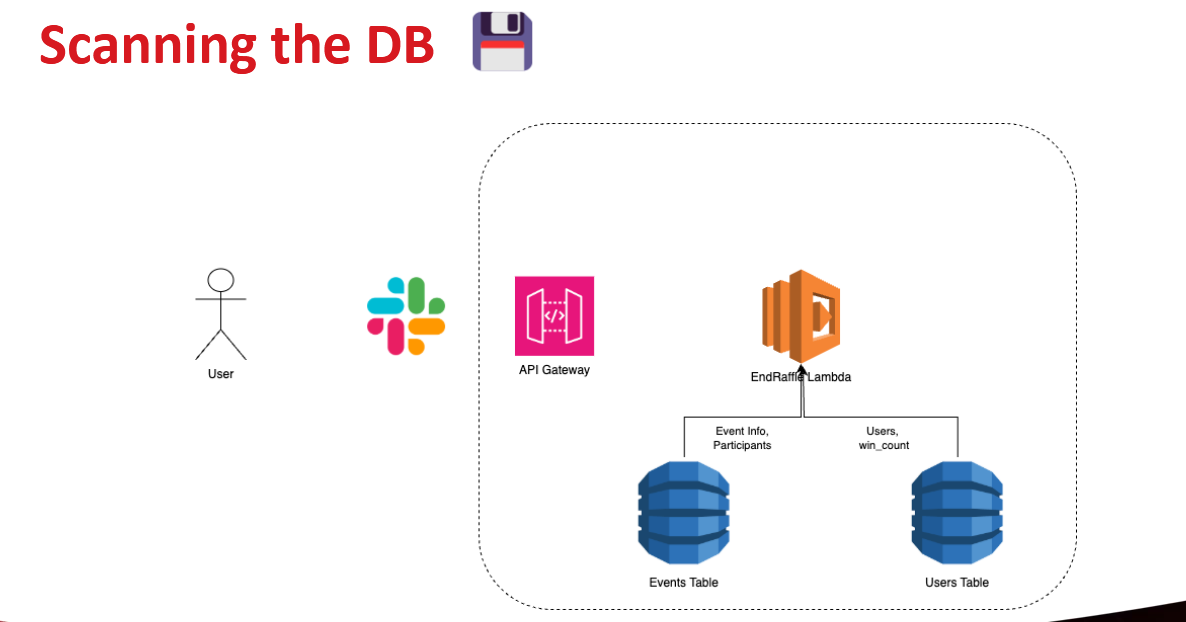 Scanning the DB
User
</>
API Gateway
EndRaffle Lambda
Event Info,
Participants
Users,
win_count
Events Table
Users Table